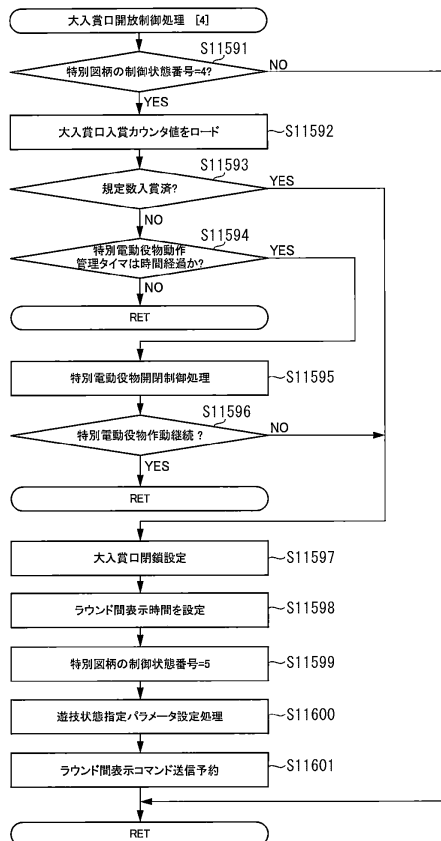 大入賞口開放制御処理 [4]
S11591
特別図柄の制御状態番号=4?
NO
YES
大入賞口入賞カウンタ値をロード
S11592
S11593
規定数入賞済?
YES
NO
S11594
特別電動役物動作
管理タイマは時間経過か?
YES
NO
RET
特別電動役物開閉制御処理
S11595
S11596
特別電動役物作動継続?
NO
YES
RET
大入賞口閉鎖設定
S11597
ラウンド間表示時間を設定
S11598
特別図柄の制御状態番号=5
S11599
遊技状態指定パラメータ設定処理
S11600
ラウンド間表示コマンド送信予約
S11601
RET